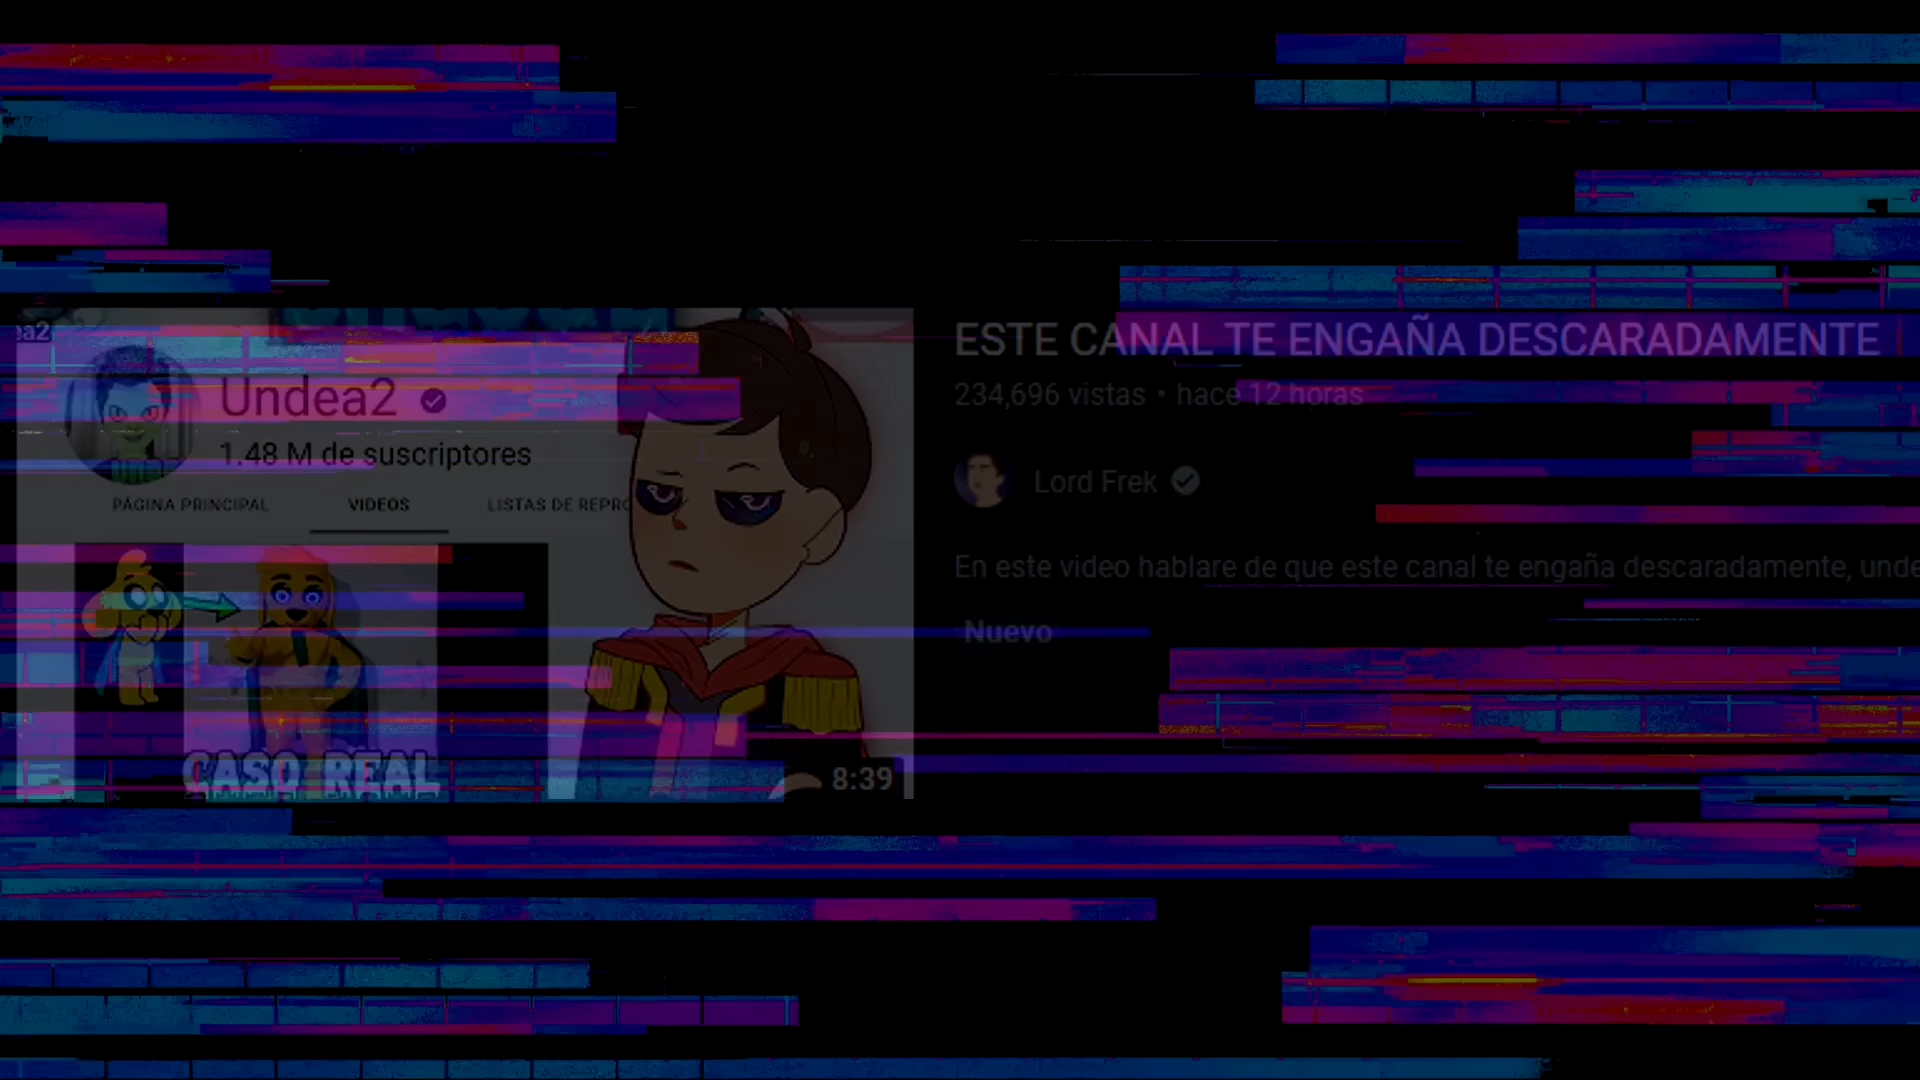 ea2
Undea2
1.48 M de suscriptores
PÁGINA PRINCIPAL VIDEOS LISTAS DE REPRO
CASO REAL
8:39
ESTE CANAL TE ENGAÑA DESCARADAMENTE
234,696 vistas • hace 12 horas
Lord Frek
En este video hablare de que este canal te engaña descaradamente, unde
Nuevo